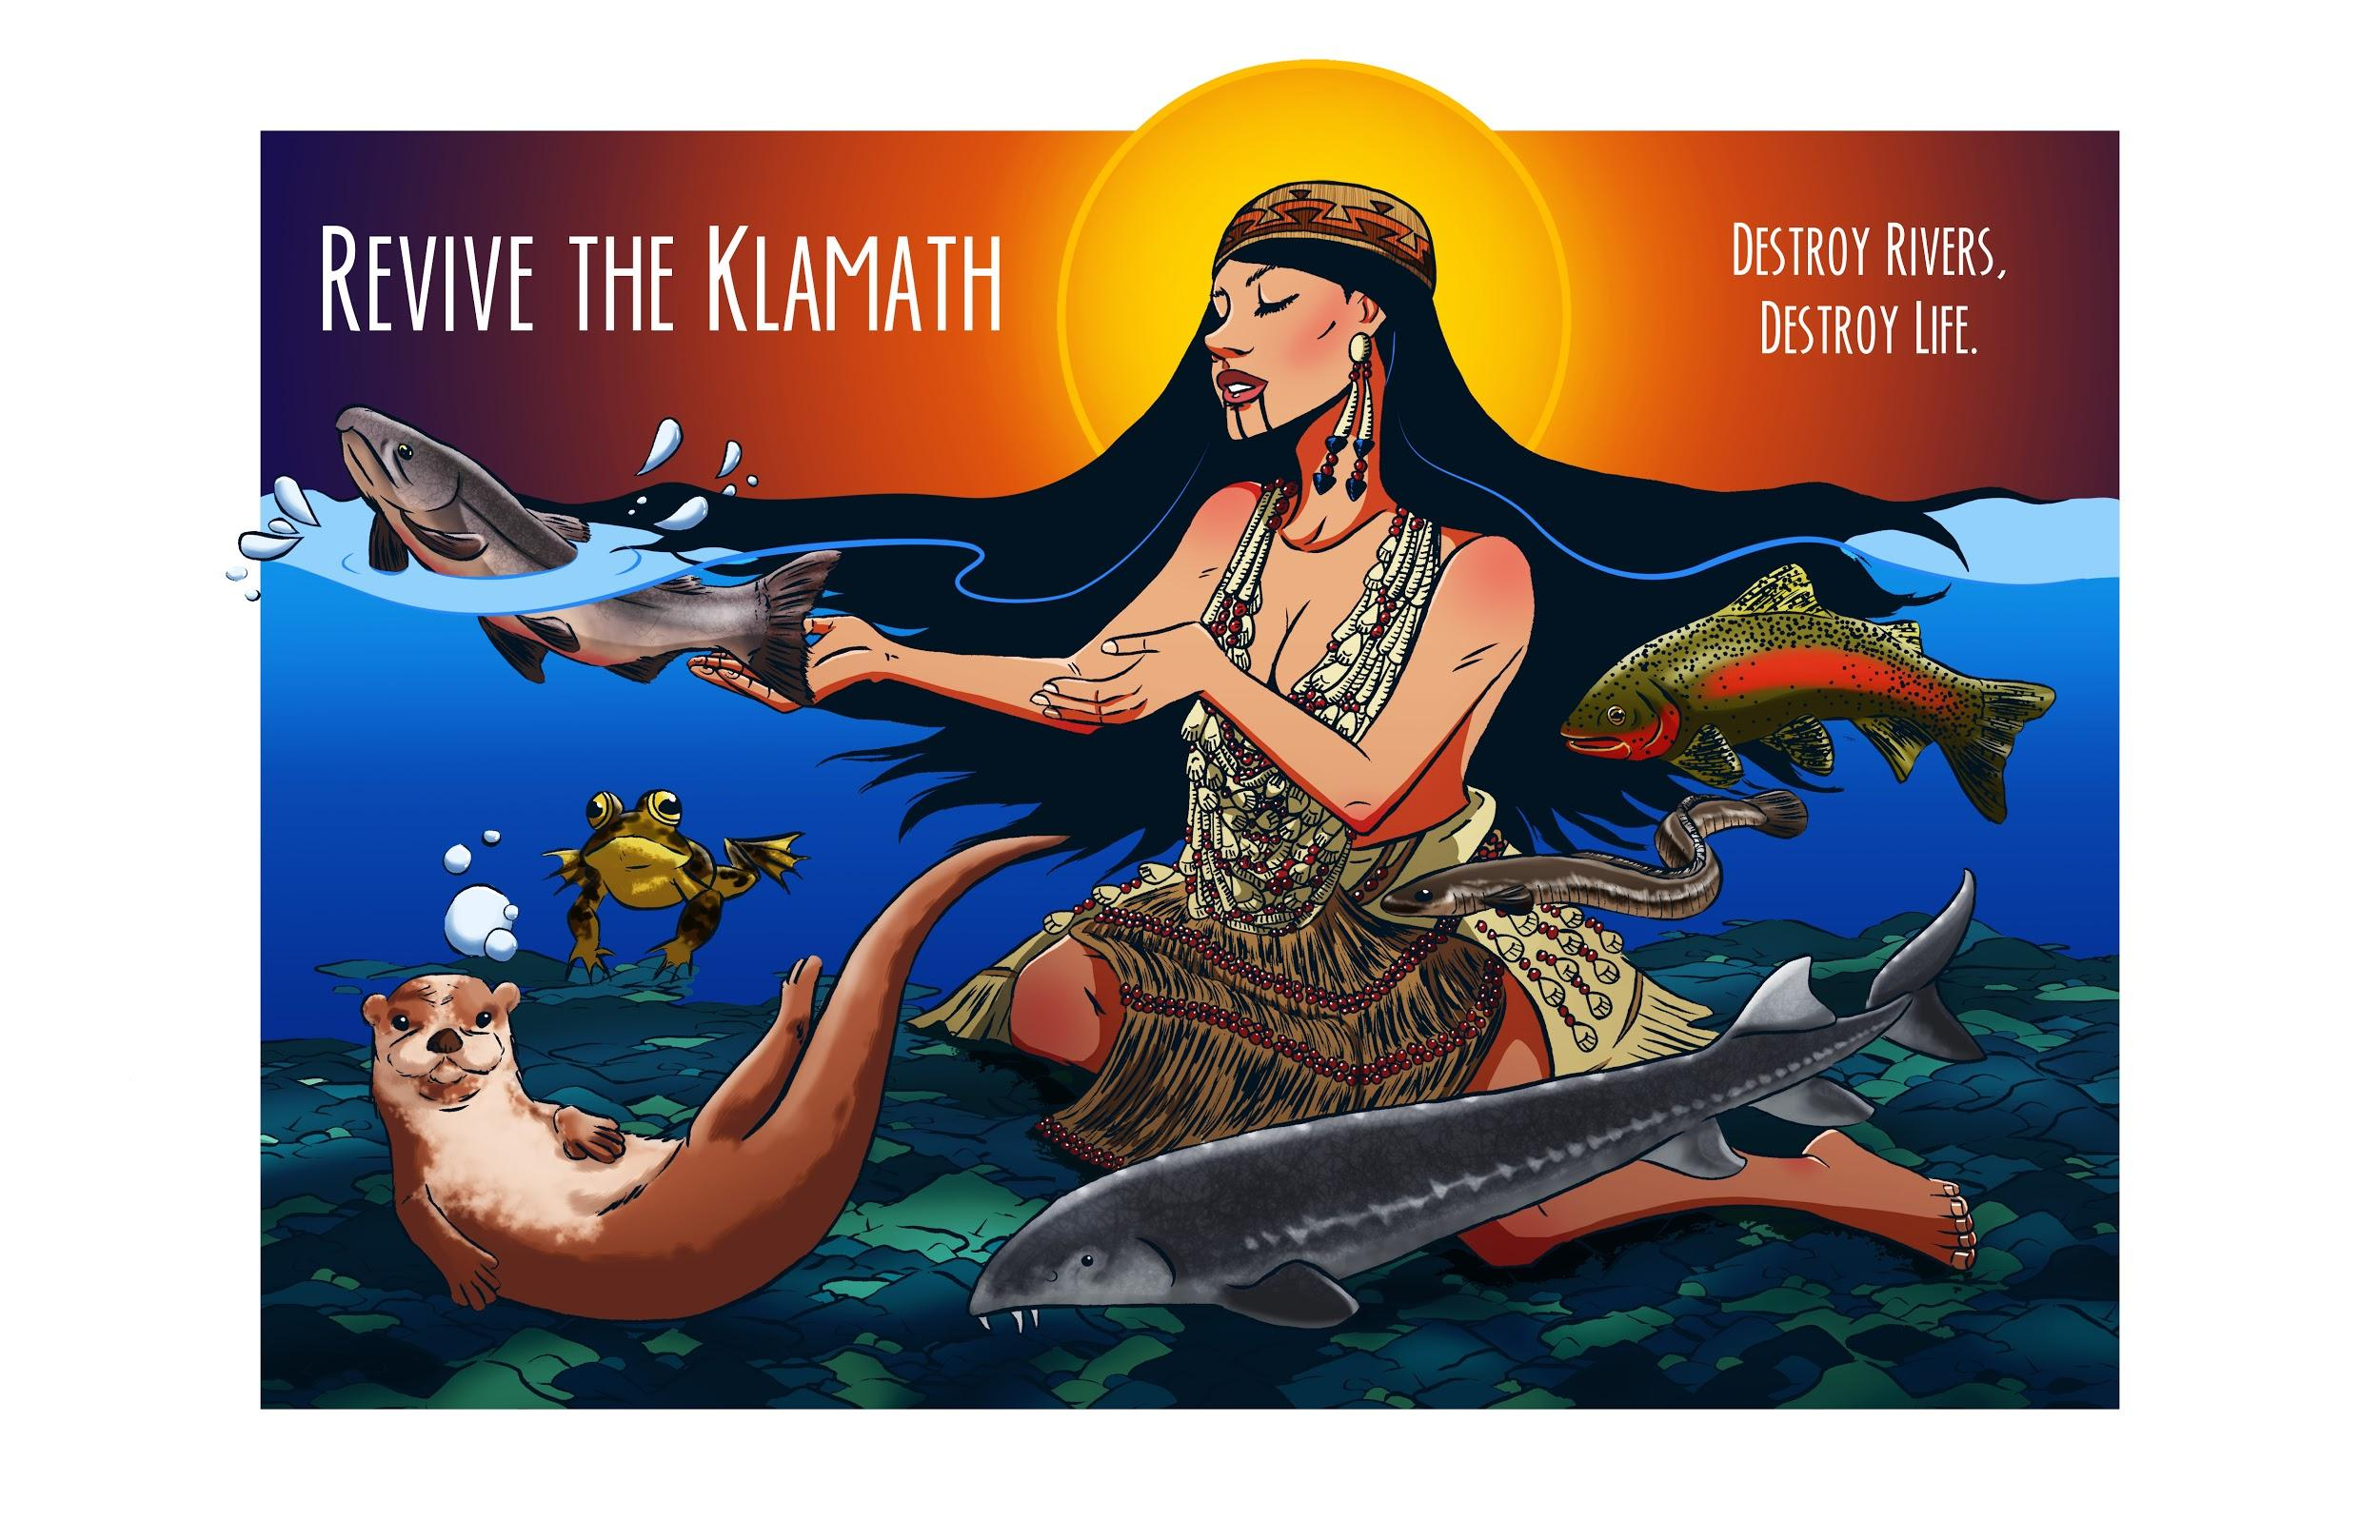 Revive the Klamath
Destroy Rivers,
Destroy Life.